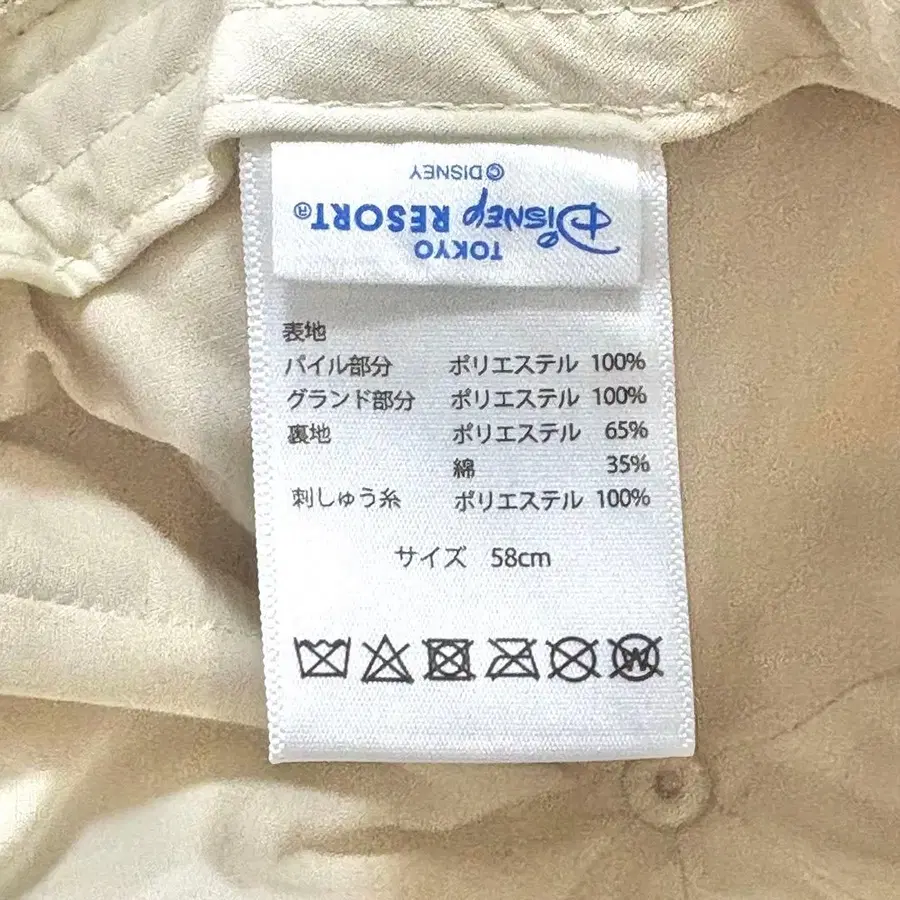 ©DISNEY
TOKYO
Disney RESORT®
表地
パイル部分 ポリエステル 100%
グランド部分 ポリエステル 100%
裏地 ポリエステル 65%
綿 35%
刺しゅう糸 ポリエステル 100%
サイズ 58cm
W